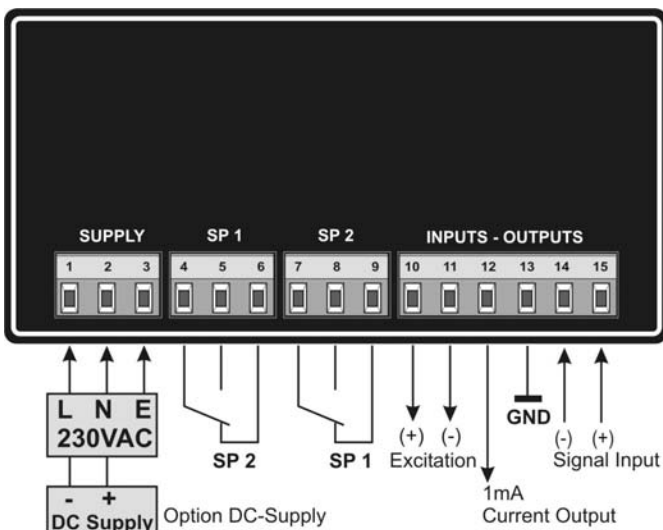 SUPPLY SP 1 SP 2 INPUTS - OUTPUTS
1 2 3 4 5 6 7 8 9 10 11 12 13 14 15
L N E
230VAC
SP 2 SP 1
(+) (-)
Excitation
GND
(-) (+)
Signal Input
- +
DC Supply
Option DC-Supply
1mA
Current Output